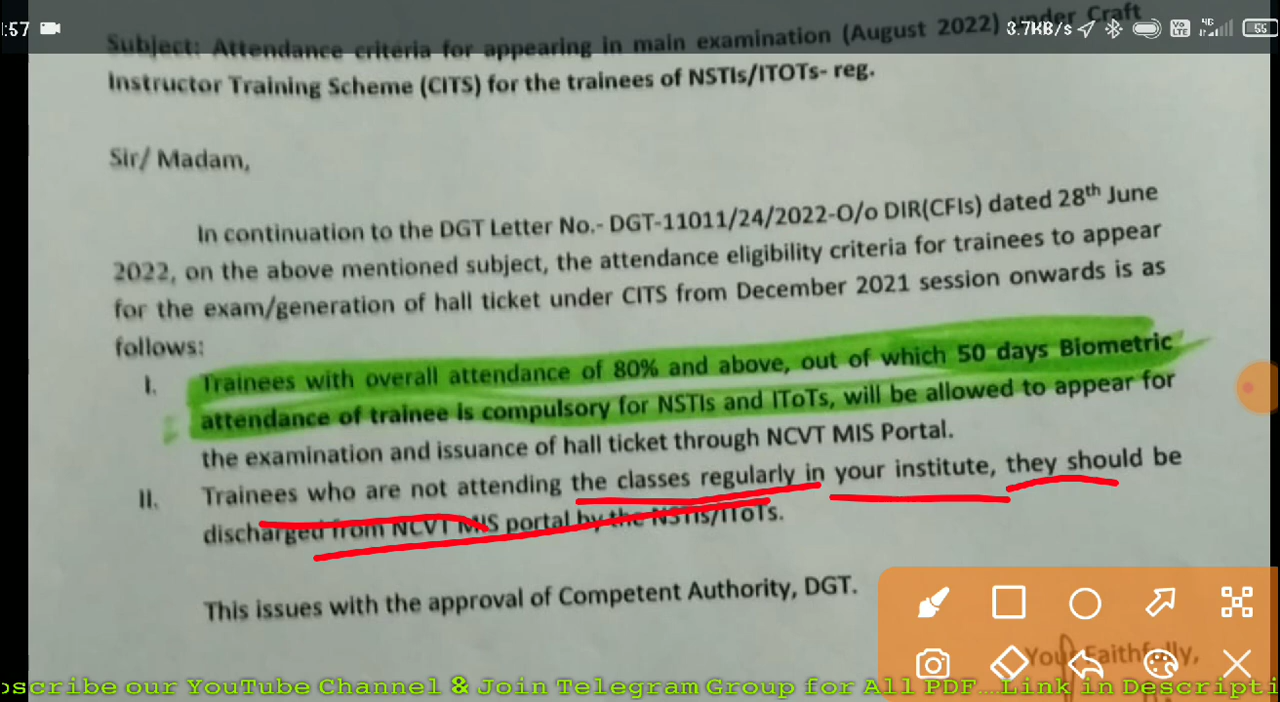 :57 3.7KB/s Vo LTE 4G 55
Subject: Attendance criteria for appearing in main examination (August 2022) under Craft
Instructor Training Scheme (CITS) for the trainees of NSTIs/ITOTs- reg.
Sir/ Madam,
In continuation to the DGT Letter No.- DGT-11011/24/2022-O/o DIR(CFIs) dated 28th June
2022, on the above mentioned subject, the attendance eligibility criteria for trainees to appear
for the exam/generation of hall ticket under CITS from December 2021 session onwards is as
follows:
I. Trainees with overall attendance of 80% and above, out of which 50 days Biometric
attendance of trainee is compulsory for NSTIs and IToTs, will be allowed to appear for
the examination and issuance of hall ticket through NCVT MIS Portal.
II. Trainees who are not attending the classes regularly in your institute, they should be
discharged from NCVT MIS portal by the NSTIs/IToTs.
This issues with the approval of Competent Authority, DGT.
Your Faithfully,
bscribe our YouTube Channel & Join Telegram Group for All PDF....Link in Descripti